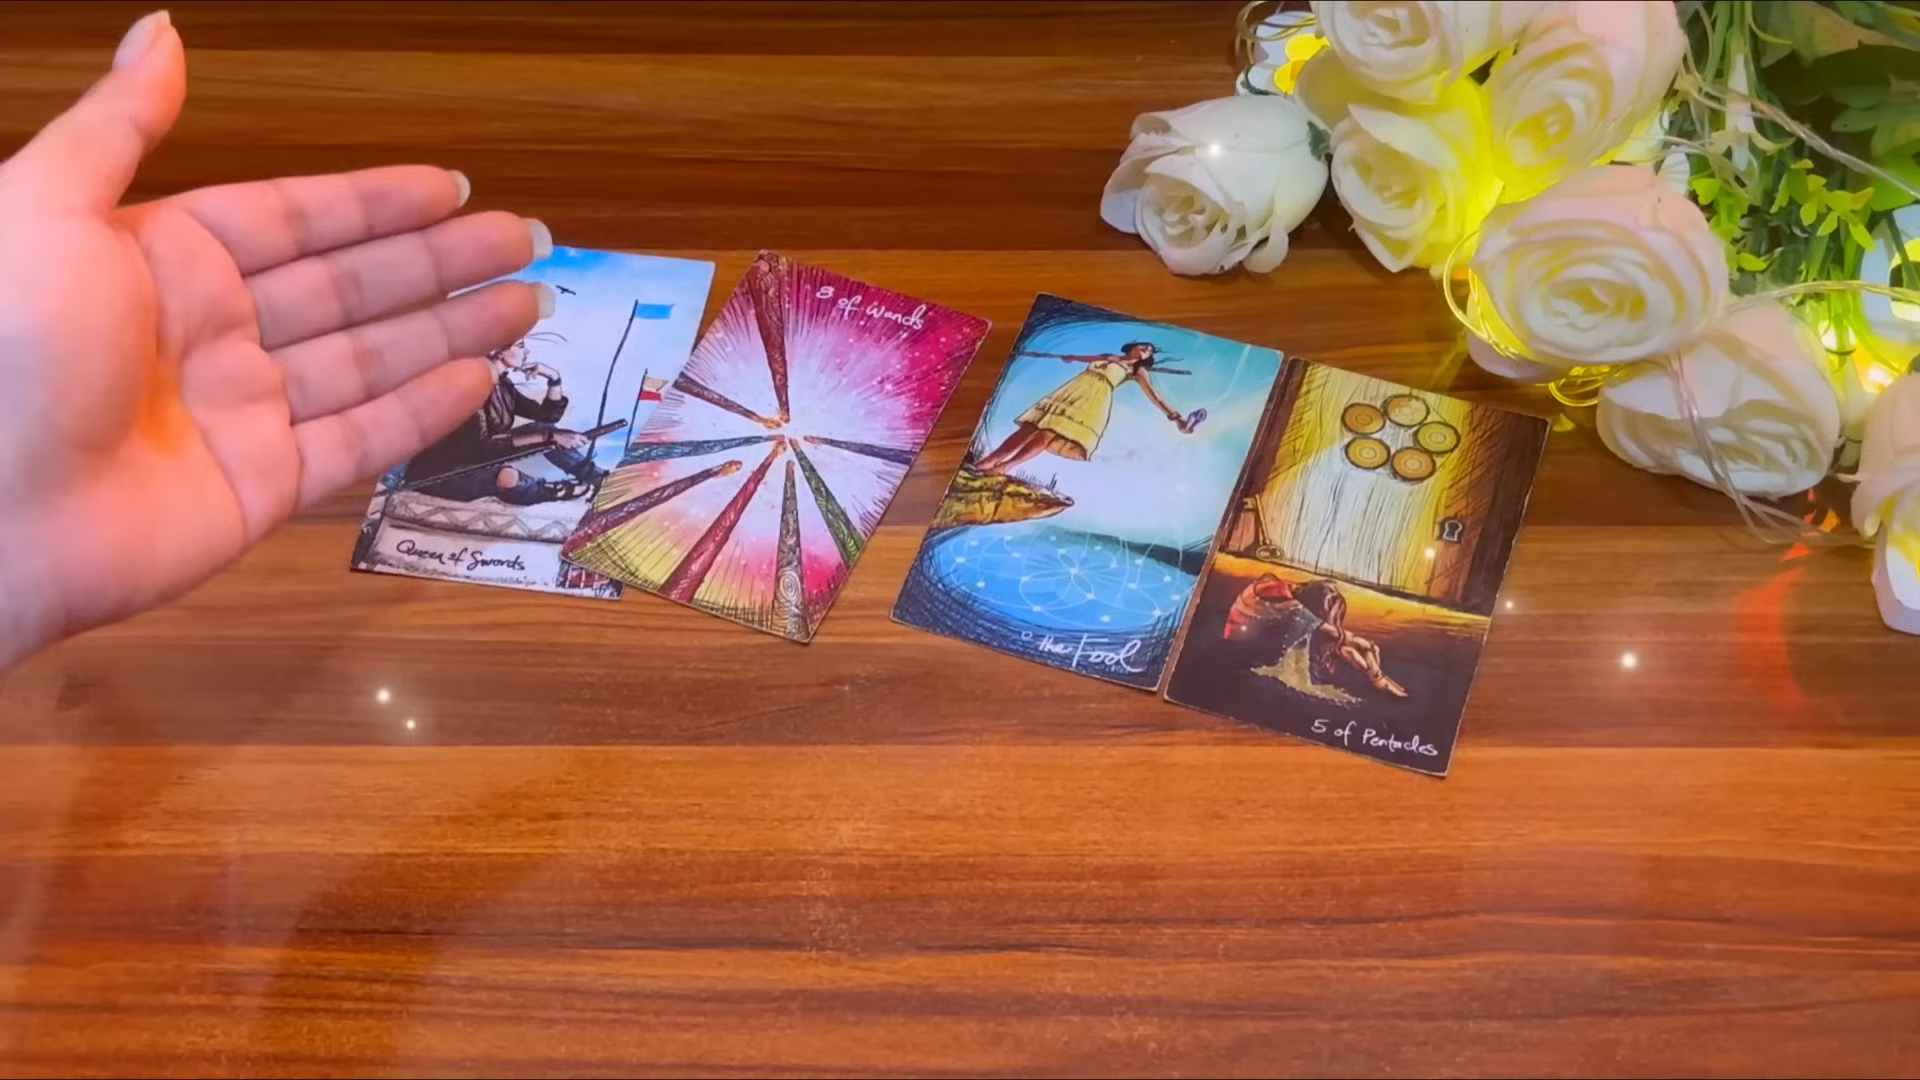 Queen of Swords
8 of Wands
0 the Fool
5 of Pentacles